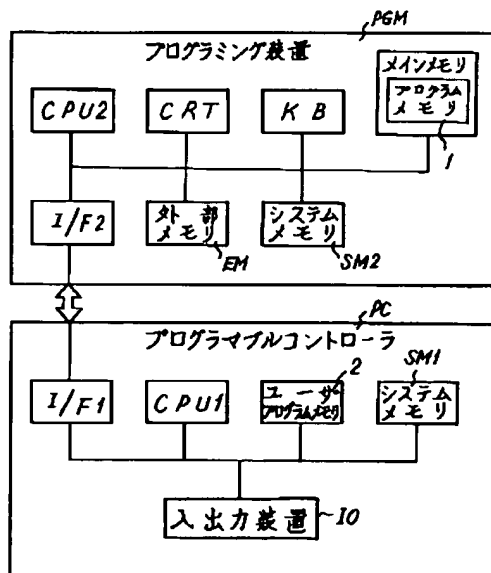 PGM
プログラミング装置
メインメモリ
プログラム
メモリ
1
CPU2
CRT
KB
I/F2
外部
メモリ
EM
システム
メモリ
SM2
PC
プログラマブルコントローラ
2
SM1
I/F1
CPU1
ユーザ
プログラムメモリ
システム
メモリ
入出力装置
IO